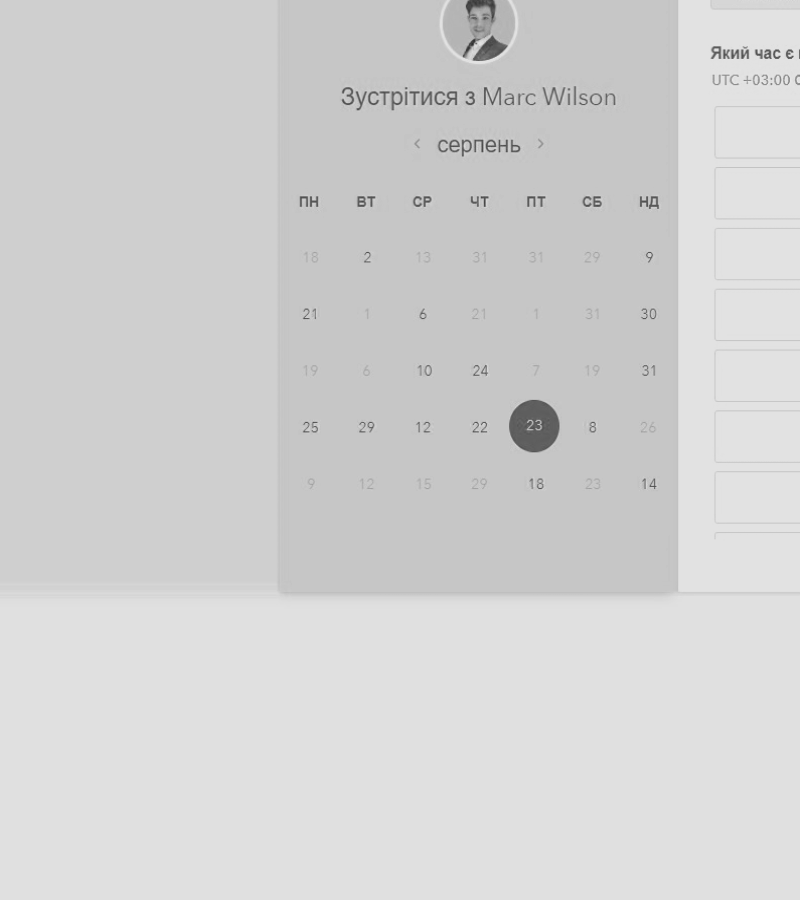 Зустрітися з Marc Wilson
серпень
ПН ВТ СР ЧТ ПТ СБ НД
18 2 13 31 31 29 9
21 1 6 21 1 31 30
19 6 10 24 7 19 31
25 29 12 22 23 8 26
9 12 15 29 18 23 14
Який час є
UTC +03:00